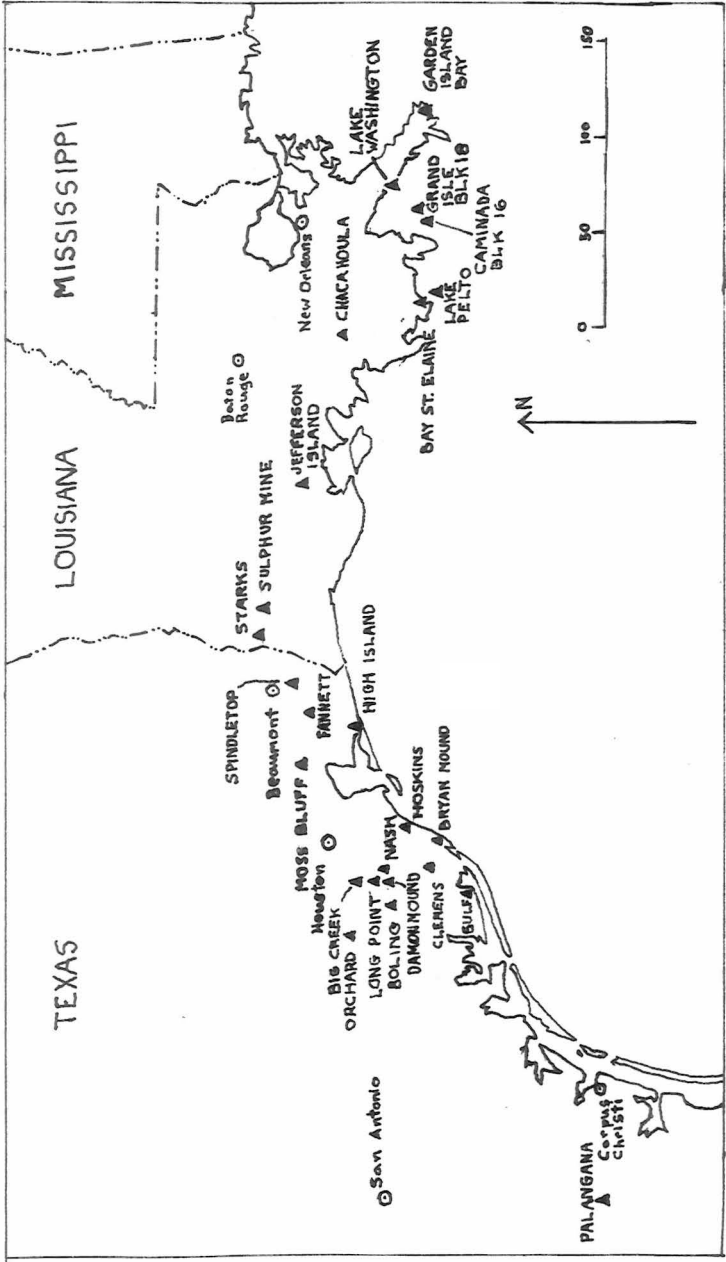 TEXAS
LOUISIANA
MISSISSIPPI
SPINDLETOP
STARKS
SULPHUR MINE
Beaumont
Baton
Rouge
MOSS BLUFF
FANNETT
JEFFERSON
ISLAND
New Orleans
Houston
HIGH ISLAND
CHACAHOULA
BIG CREEK
ORCHARD
LONG POINT
BOLING
DAMON MOUND
NASH
HOSKINS
LAKE
WASHINGTON
San Antonio
CLEMENS
BRYAN MOUND
GULF
BAY ST. ELAINE
LAKE
PELTO
GRAND
ISLE
BLK 18
CAMINADA
BLK 16
GARDEN
ISLAND
BAY
PALANGANA
Corpus
Christi
N
0 50 100 150